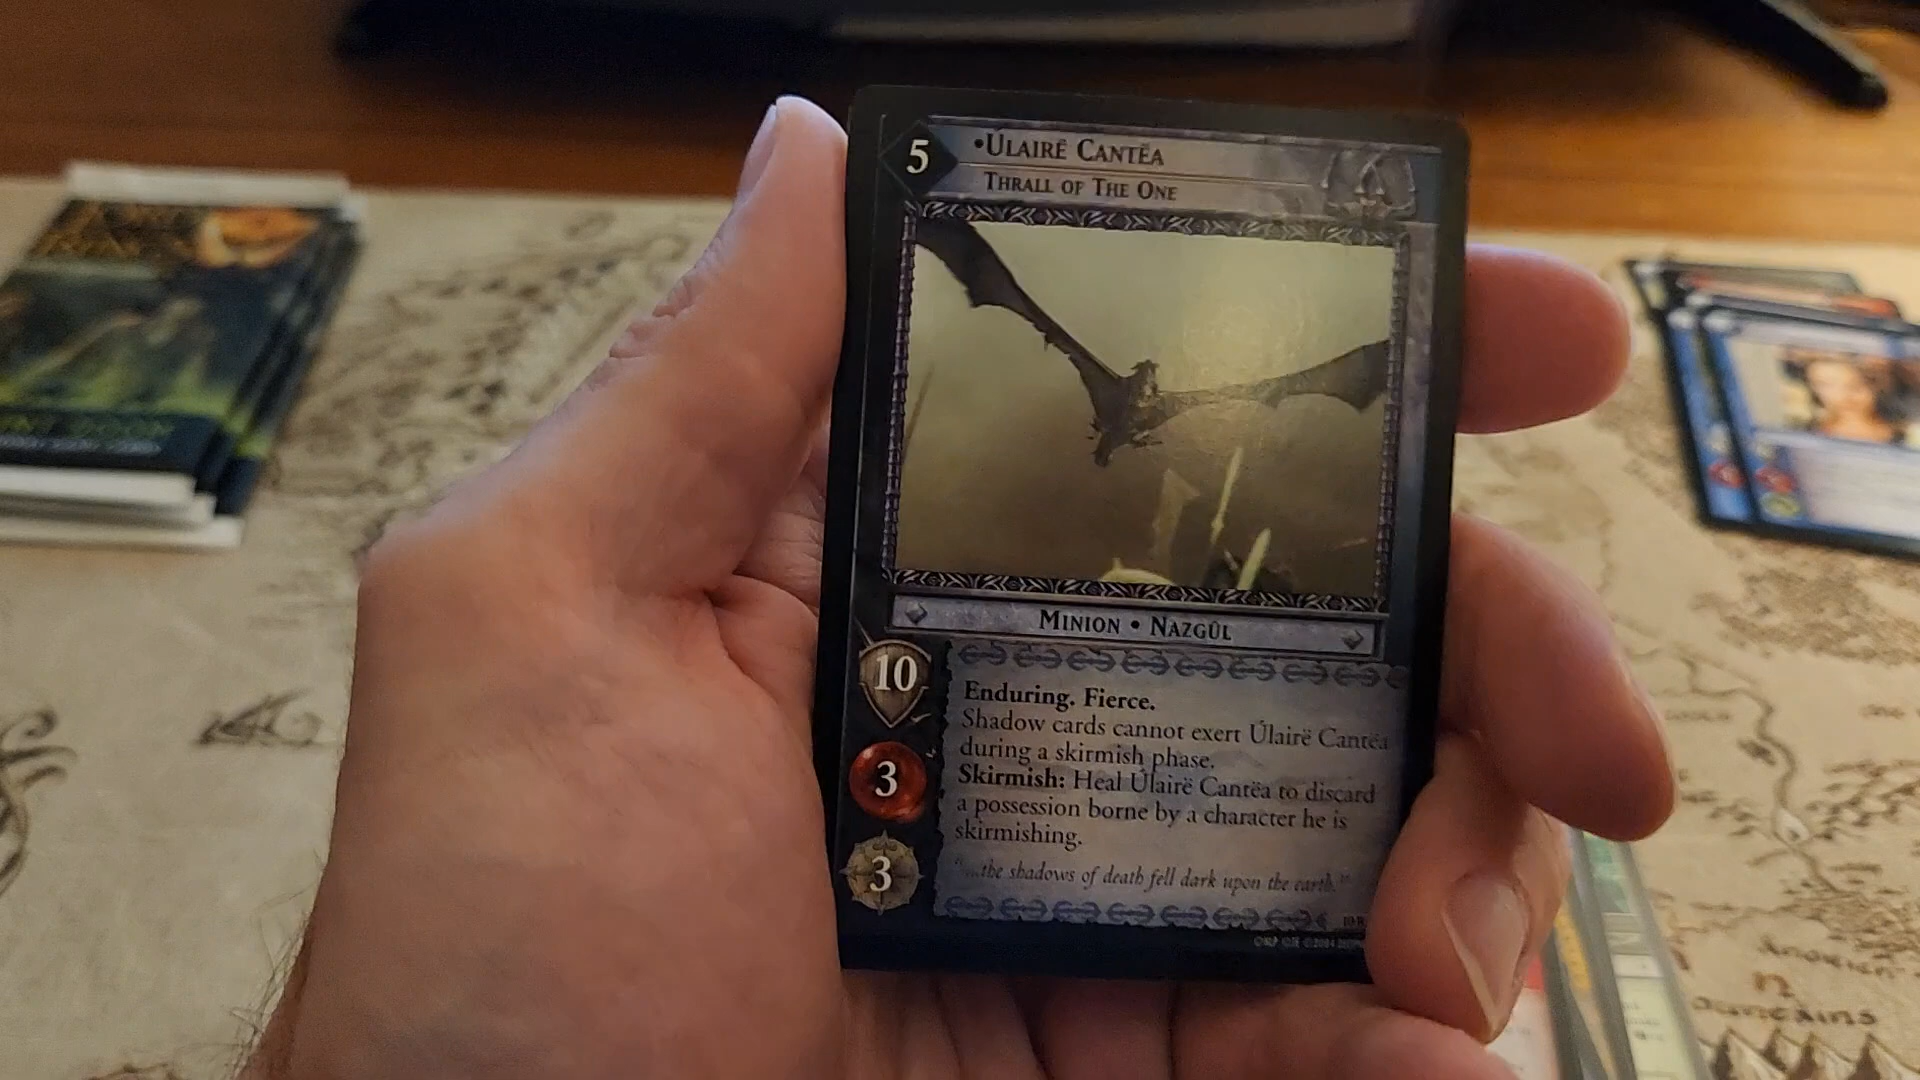 5
•Úlairë Cantëa
Thrall of The One
Minion • Nazgûl
10
3
3
Enduring. Fierce.
Shadow cards cannot exert Úlairë Cantëa
during a skirmish phase.
Skirmish: Heal Úlairë Cantëa to discard
a possession borne by a character he is
skirmishing.
"...the shadows of death fell dark upon the earth."